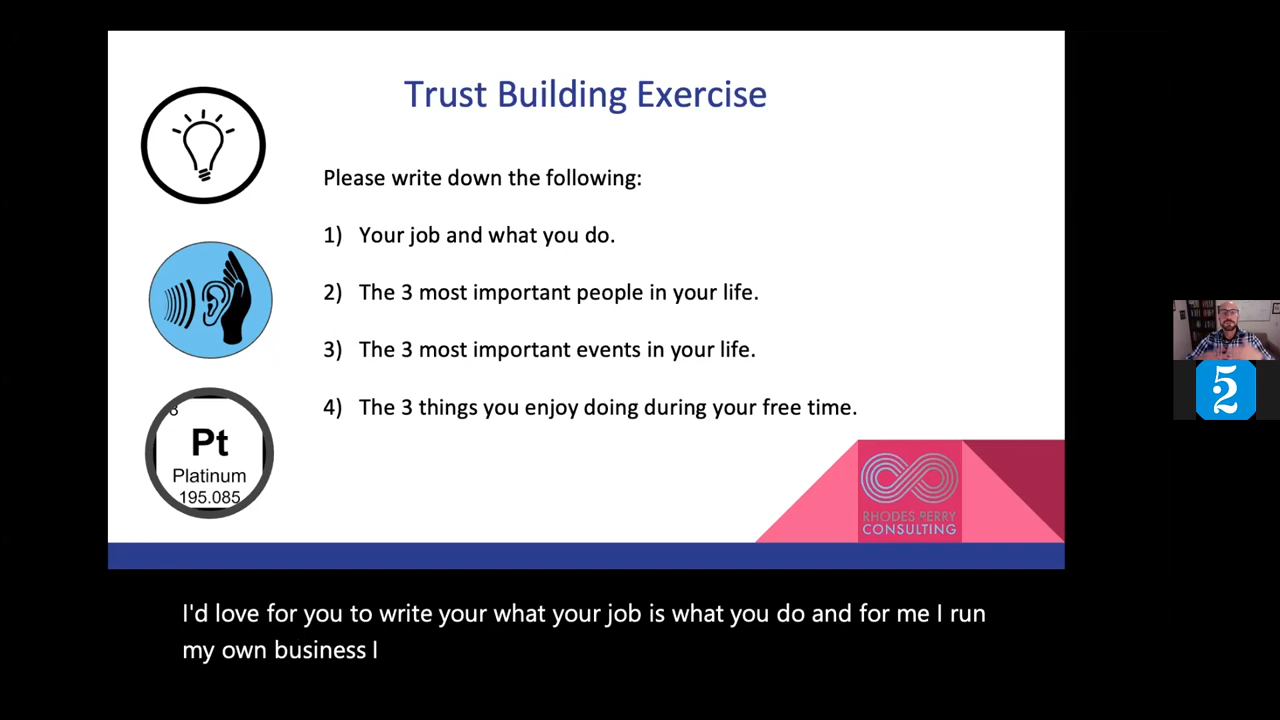 Trust Building Exercise
Please write down the following:
1) Your job and what you do.
2) The 3 most important people in your life.
3) The 3 most important events in your life.
4) The 3 things you enjoy doing during your free time.
8
Pt
Platinum
195.085
RHODES PERRY
CONSULTING
5
2
I'd love for you to write your what your job is what you do and for me I run
my own business I